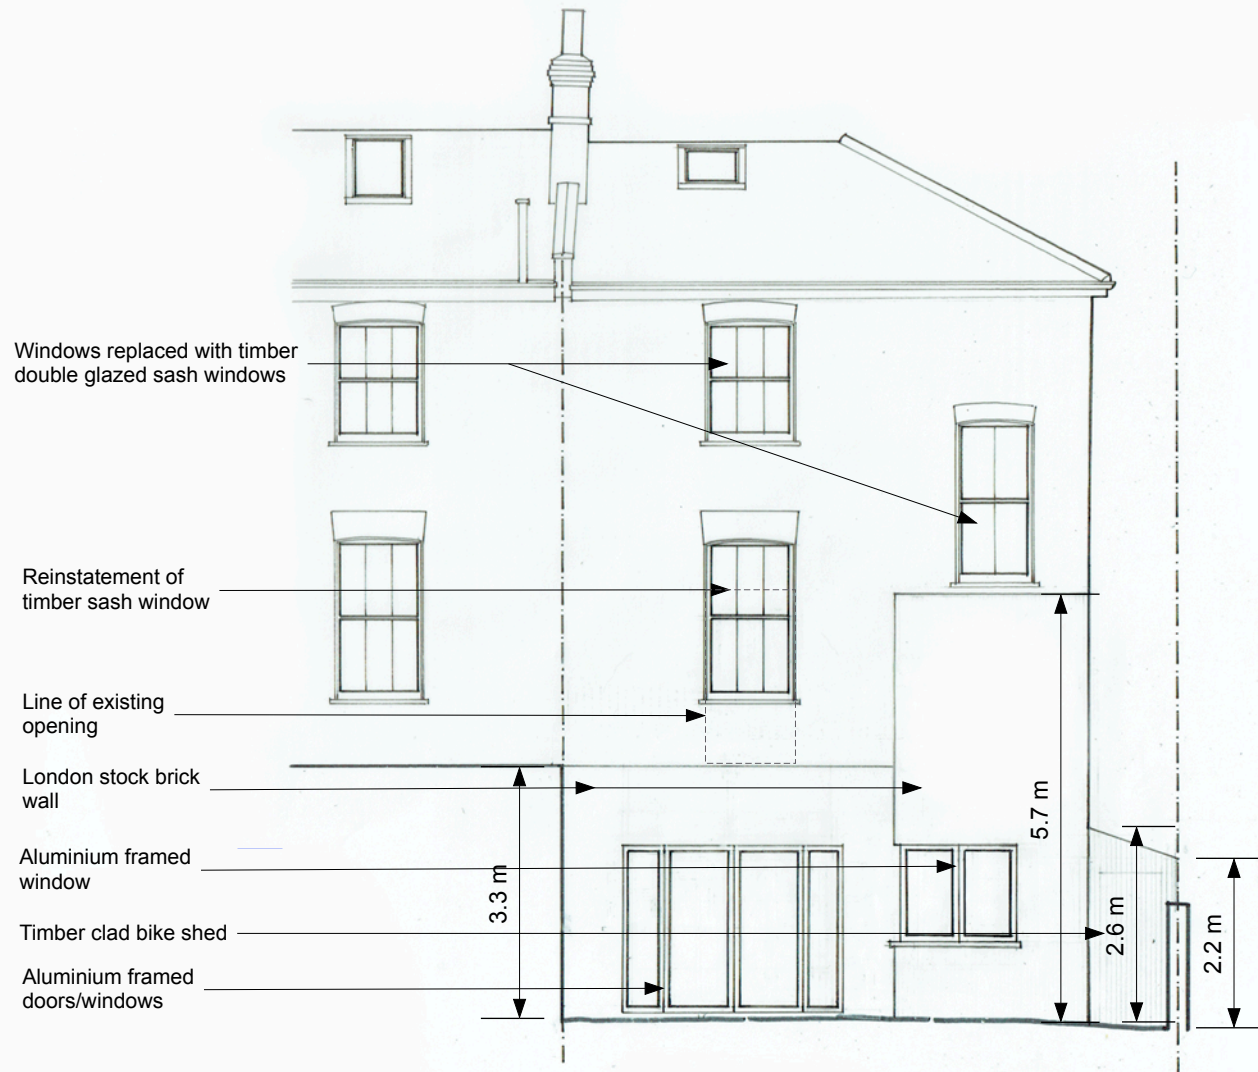 Windows replaced with timber
double glazed sash windows
Reinstatement of
timber sash window
Line of existing
opening
London stock brick
wall
Aluminium framed
window
Timber clad bike shed
Aluminium framed
doors/windows
3.3 m
5.7 m
2.6 m
2.2 m